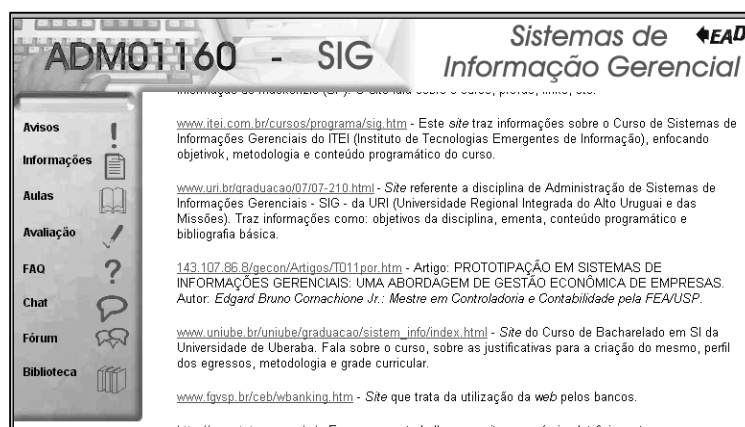 ADM01160 - SIG
Sistemas de
Informação Gerencial
EAD
Avisos
Informações
Aulas
Avaliação
FAQ
Chat
Fórum
Biblioteca
www.itei.com.br/cursos/programa/sig.htm - Este site traz informações sobre o Curso de Sistemas de
Informações Gerenciais do ITEI (Instituto de Tecnologias Emergentes de Informação), enfocando
objetivok, metodologia e conteúdo programático do curso.
www.uri.br/graduacao/07/07-210.html - Site referente a disciplina de Administração de Sistemas de
Informações Gerenciais - SIG - da URI (Universidade Regional Integrada do Alto Uruguai e das
Missões). Traz informações como: objetivos da disciplina, ementa, conteúdo programático e
bibliografia básica.
143.107.86.8/gecon/Artigos/T011por.htm - Artigo: PROTOTIPAÇÃO EM SISTEMAS DE
INFORMAÇÕES GERENCIAIS: UMA ABORDAGEM DE GESTÃO ECONÔMICA DE EMPRESAS.
Autor: Edgard Bruno Cornachione Jr.: Mestre em Controladoria e Contabilidade pela FEA/USP.
www.uniube.br/uniube/graduacao/sistem_info/index.html - Site do Curso de Bacharelado em SI da
Universidade de Uberaba. Fala sobre o curso, sobre as justificativas para a criação do mesmo, perfil
dos egressos, metodologia e grade curricular.
www.fgvsp.br/ceb/wbanking.htm - Site que trata da utilização da web pelos bancos.